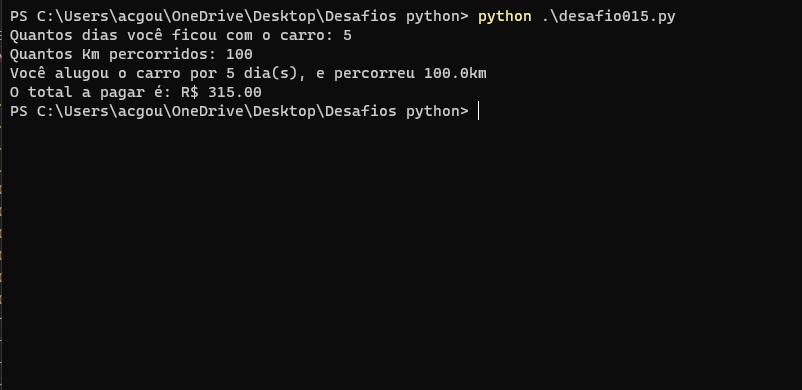 PS C:\Users\acgou\OneDrive\Desktop\Desafios python> python .\desafio015.py
Quantos dias você ficou com o carro: 5
Quantos Km percorridos: 100
Você alugou o carro por 5 dia(s), e percorreu 100.0km
O total a pagar é: R$ 315.00
PS C:\Users\acgou\OneDrive\Desktop\Desafios python>